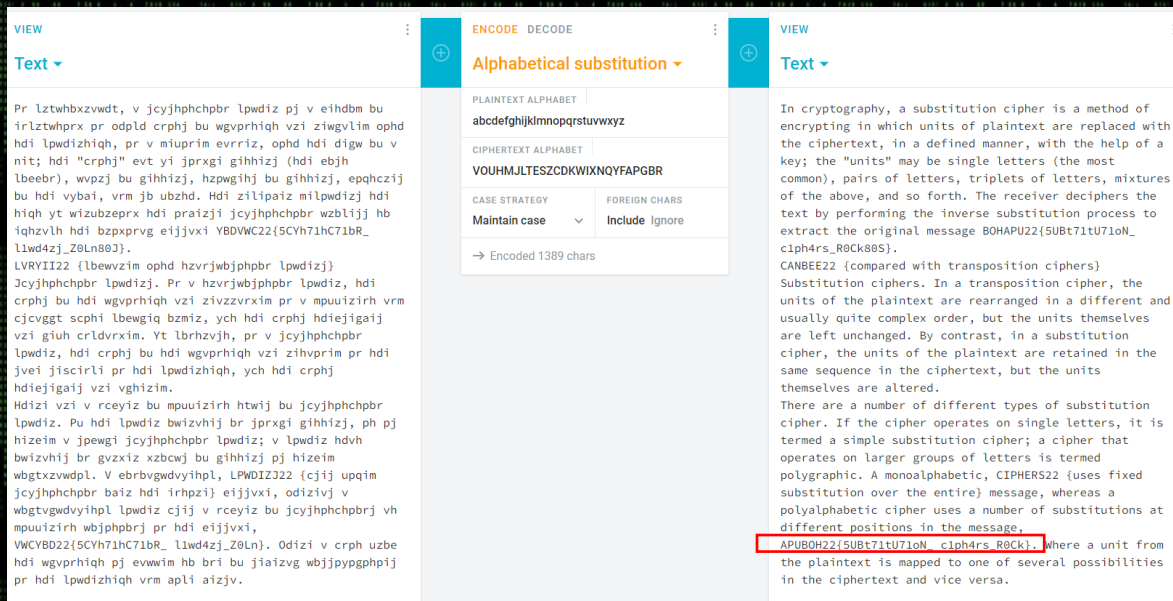 VIEW
Text
Pr lztwhbxzvwdt, v jcyjhphchpbr lpwdiz pj v eihdbm bu
irlztwhprx pr odpld crphj bu wgvprhiqh vzi ziwgvlim ophd
hdi lpwdizhiqh, pr v miuprim evrriz, ophd hdi digw bu v
nit; hdi "crphj" evt yi jprxgi gihhizj (hdi ebjh
lbeebr), wvpzj bu gihhizj, hzpwgihj bu gihhizj, epqhczij
bu hdi vybai, vrm jb ubzhd. Hdi zilipaiz milpwdizj hdi
hiqh yt wizubzeprx hdi praizji jcyjhphchpbr wzblijj hb
iqhzvlh hdi bzpxprvg eijjvxi YBDVWC22{5CYh71hC71bR_
l1wd4zj_Z0Ln80J}.
LVRYII22 {lbewvzim ophd hzvrjwbjphpbr lpwdizj}
Jcyjhphchpbr lpwdizj. Pr v hzvrjwbjphpbr lpwdiz, hdi
crphj bu hdi wgvprhiqh vzi zivzzvrxim pr v mpuuizirh vrm
cjcvggt scphi lbewgiq bzmiz, ych hdi crphj hdiejigaij
vzi giuh crldvrxim. Yt lbrhzvjh, pr v jcyjhphchpbr
lpwdiz, hdi crphj bu hdi wgvprhiqh vzi zihvprim pr hdi
jvei jiscirli pr hdi lpwdizhiqh, ych hdi crphj
hdiejigaij vzi vghizim.
Hdizi vzi v rceyiz bu mpuuizirh htwij bu jcyjhphchpbr
lpwdiz. Pu hdi lpwdiz bwizvhij br jprxgi gihhizj, ph pj
hizeim v jpewgi jcyjhphchpbr lpwdiz; v lpwdiz hdvh
bwizvhij br gvzxiz xzbcwj bu gihhizj pj hizeim
wbgtxzvwdpl. V ebrbvgwdvyihpl, LPWDIZJ22 {cjij upqim
jcyjhphchpbr baiz hdi irhpzi} eijjvxi, odizivj v
wbgtvgwdvyihpl lpwdiz cjij v rceyiz bu jcyjhphchpbrj vh
mpuuizirh wbjphpbrj pr hdi eijjvxi,
VWCYBD22{5CYh71hC71bR_ l1wd4zj_Z0Ln}. Odizi v crph uzbe
hdi wgvprhiqh pj evwwim hb bri bu jiaizvg wbjjpypgphpij
pr hdi lpwdizhiqh vrm apli aizjv.
ENCODE DECODE
Alphabetical substitution
PLAINTEXT ALPHABET
abcdefghijklmnopqrstuvwxyz
CIPHERTEXT ALPHABET
VOUHMJLTESZCDKWIXNQYFAPGBR
CASE STRATEGY
Maintain case
FOREIGN CHARS
Include Ignore
→ Encoded 1389 chars
VIEW
Text
In cryptography, a substitution cipher is a method of
encrypting in which units of plaintext are replaced with
the ciphertext, in a defined manner, with the help of a
key; the "units" may be single letters (the most
common), pairs of letters, triplets of letters, mixtures
of the above, and so forth. The receiver deciphers the
text by performing the inverse substitution process to
extract the original message BOHAPU22{5UBt71tU71oN_
c1ph4rs_R0Ck80S}.
CANBEE22 {compared with transposition ciphers}
Substitution ciphers. In a transposition cipher, the
units of the plaintext are rearranged in a different and
usually quite complex order, but the units themselves
are left unchanged. By contrast, in a substitution
cipher, the units of the plaintext are retained in the
same sequence in the ciphertext, but the units
themselves are altered.
There are a number of different types of substitution
cipher. If the cipher operates on single letters, it is
termed a simple substitution cipher; a cipher that
operates on larger groups of letters is termed
polygraphic. A monoalphabetic, CIPHERS22 {uses fixed
substitution over the entire} message, whereas a
polyalphabetic cipher uses a number of substitutions at
different positions in the message,
APUBOH22{5UBt71tU71oN_ c1ph4rs_R0Ck}. Where a unit from
the plaintext is mapped to one of several possibilities
in the ciphertext and vice versa.